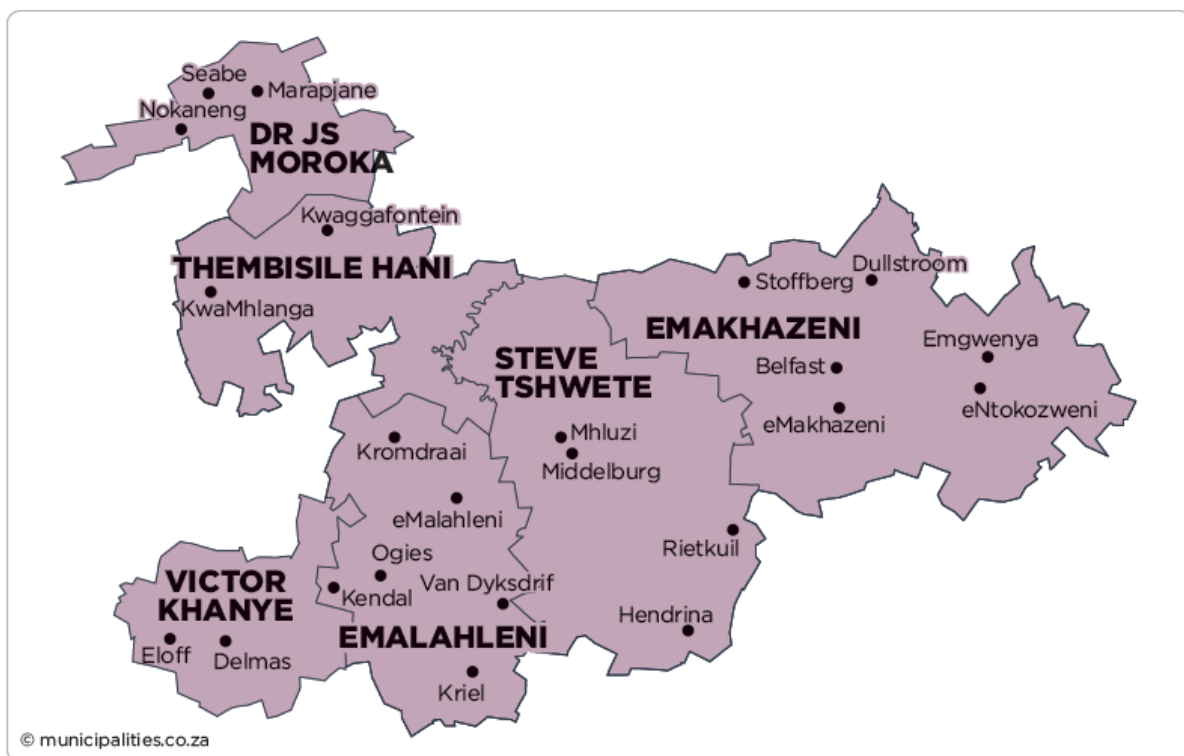 Seabe
Marapjane
Nokaneng
DR JS
MOROKA
Kwaggafontein
THEMBISILE HANI
KwaMhlanga
Dullstroom
Stoffberg
EMAKHAZENI
Emgwenya
Belfast
eNtokozweni
eMakhazeni
STEVE
TSHWETE
Mhluzi
Middelburg
Kromdraai
eMalahleni
Rietkuil
Ogies
Van Dyksdrif
Kendal
Hendrina
VICTOR
KHANYE
EMALAHLENI
Eloff
Delmas
Kriel
© municipalities.co.za